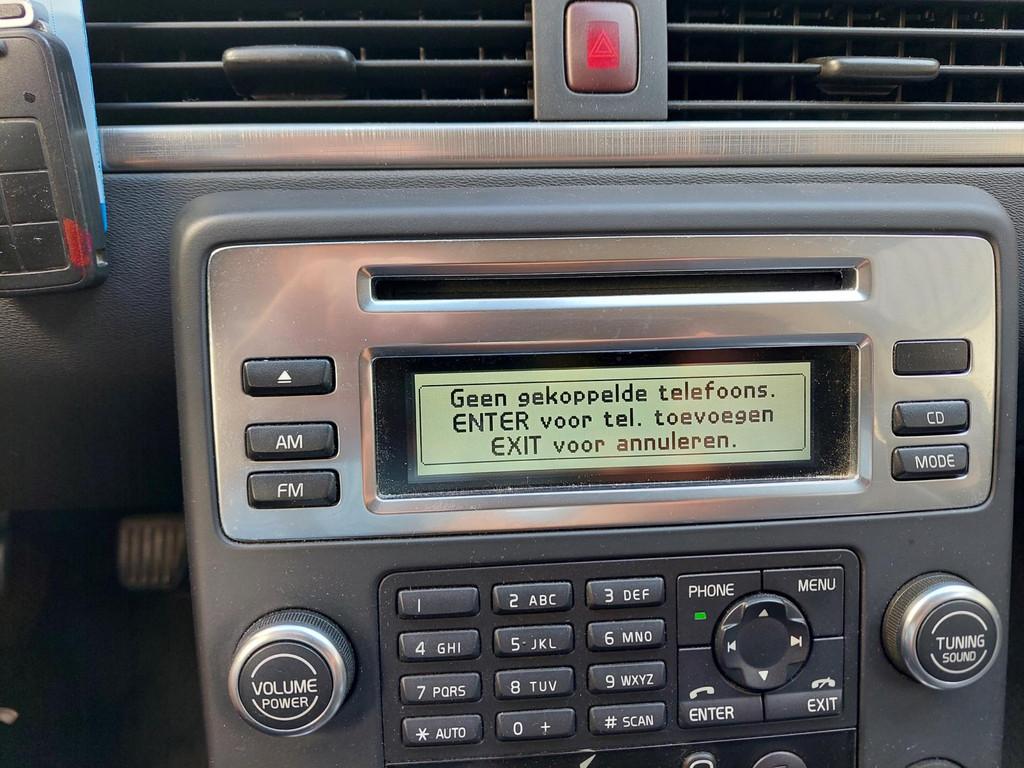 Geen gekoppelde telefoons.
ENTER voor tel. toevoegen
EXIT voor annuleren.
AM
FM
CD
MODE
1
2 ABC
3 DEF
4 GHI
5 JKL
6 MNO
7 PQRS
8 TUV
9 WXYZ
* AUTO
0 +
# SCAN
PHONE
MENU
ENTER
EXIT
VOLUME
POWER
TUNING
SOUND